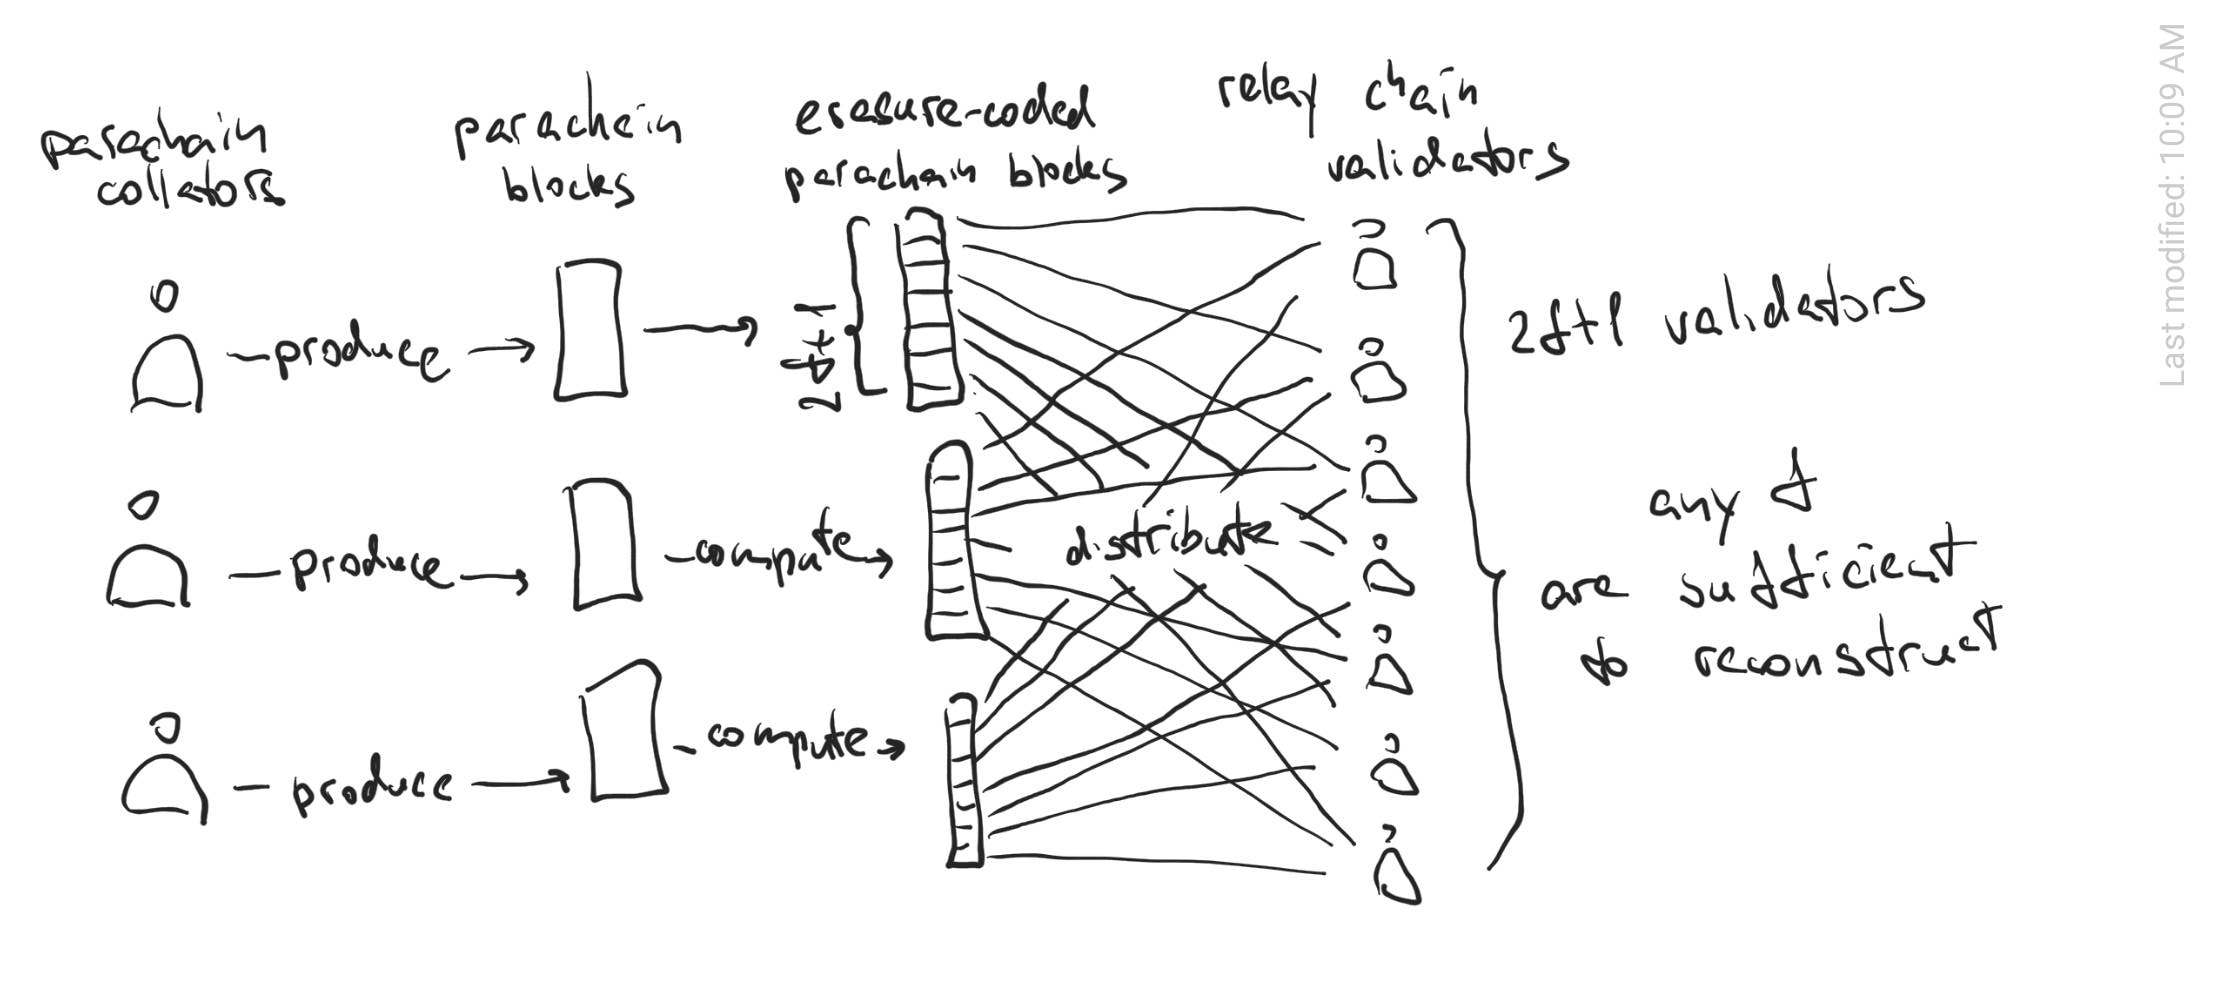 parachain
collators
parachain
blocks
erasure-coded
parachain blocks
relay chain
validators
produce
2f+1
2f+1 validators
any f
are sufficient
to reconstruct
produce
compute
distribute
produce
compute
Last modified: 10:09 AM